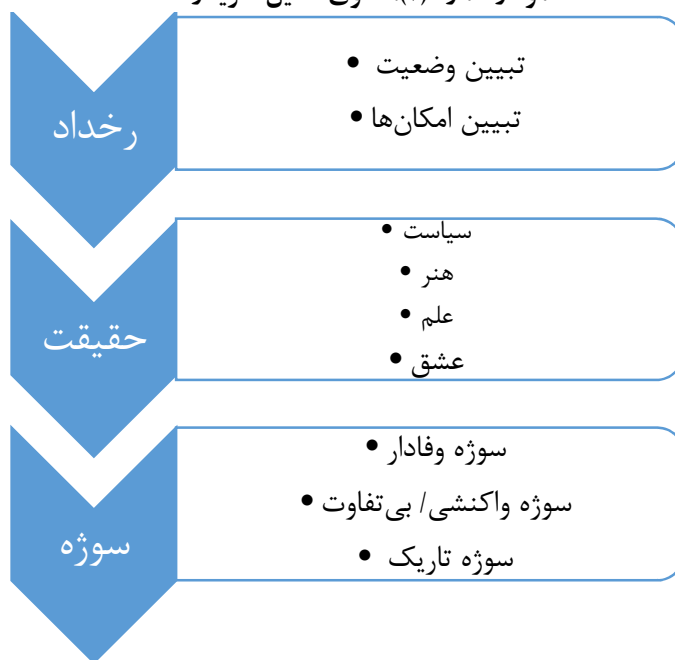 رخداد
تبیین وضعیت •
تبیین امکان‌ها •
حقیقت
سیاست •
هنر •
علم •
عشق •
سوژه
سوژه وفادار •
سوژه واکنشی/ بی‌تفاوت •
سوژه تاریک •